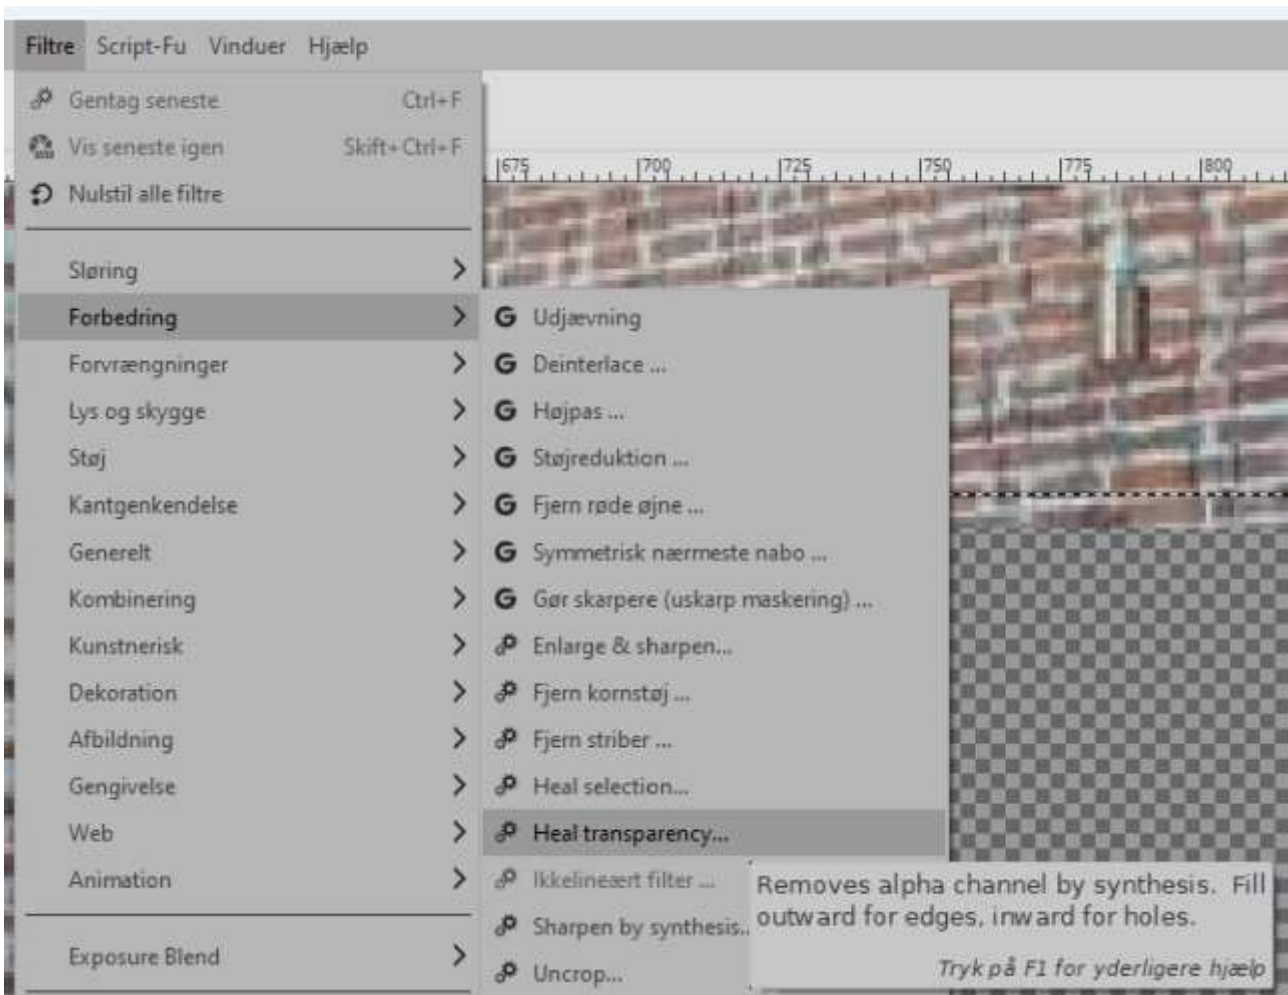 Filtre Script-Fu Vinduer Hjælp
Gentag seneste Ctrl+F
Vis seneste igen Skift+Ctrl+F
Nulstil alle filtre
675 700 725 750 775 800
Sløring
Forbedring
Forvrængninger
Lys og skygge
Støj
Kantgenkendelse
Generelt
Kombinering
Kunstnerisk
Dekoration
Afbildning
Gengivelse
Web
Animation
Exposure Blend
Udjævning
Deinterlace ...
Højpas ...
Støjreduktion ...
Fjern røde øjne ...
Symmetrisk nærmeste nabo ...
Gør skarpere (uskarp maskering) ...
Enlarge & sharpen...
Fjern kornstøj ...
Fjern striber ...
Heal selection...
Heal transparency...
Ikkelineært filter ...
Sharpen by synthesis..
Uncrop...
Removes alpha channel by synthesis. Fill
outward for edges, inward for holes.
Tryk på F1 for yderligere hjælp